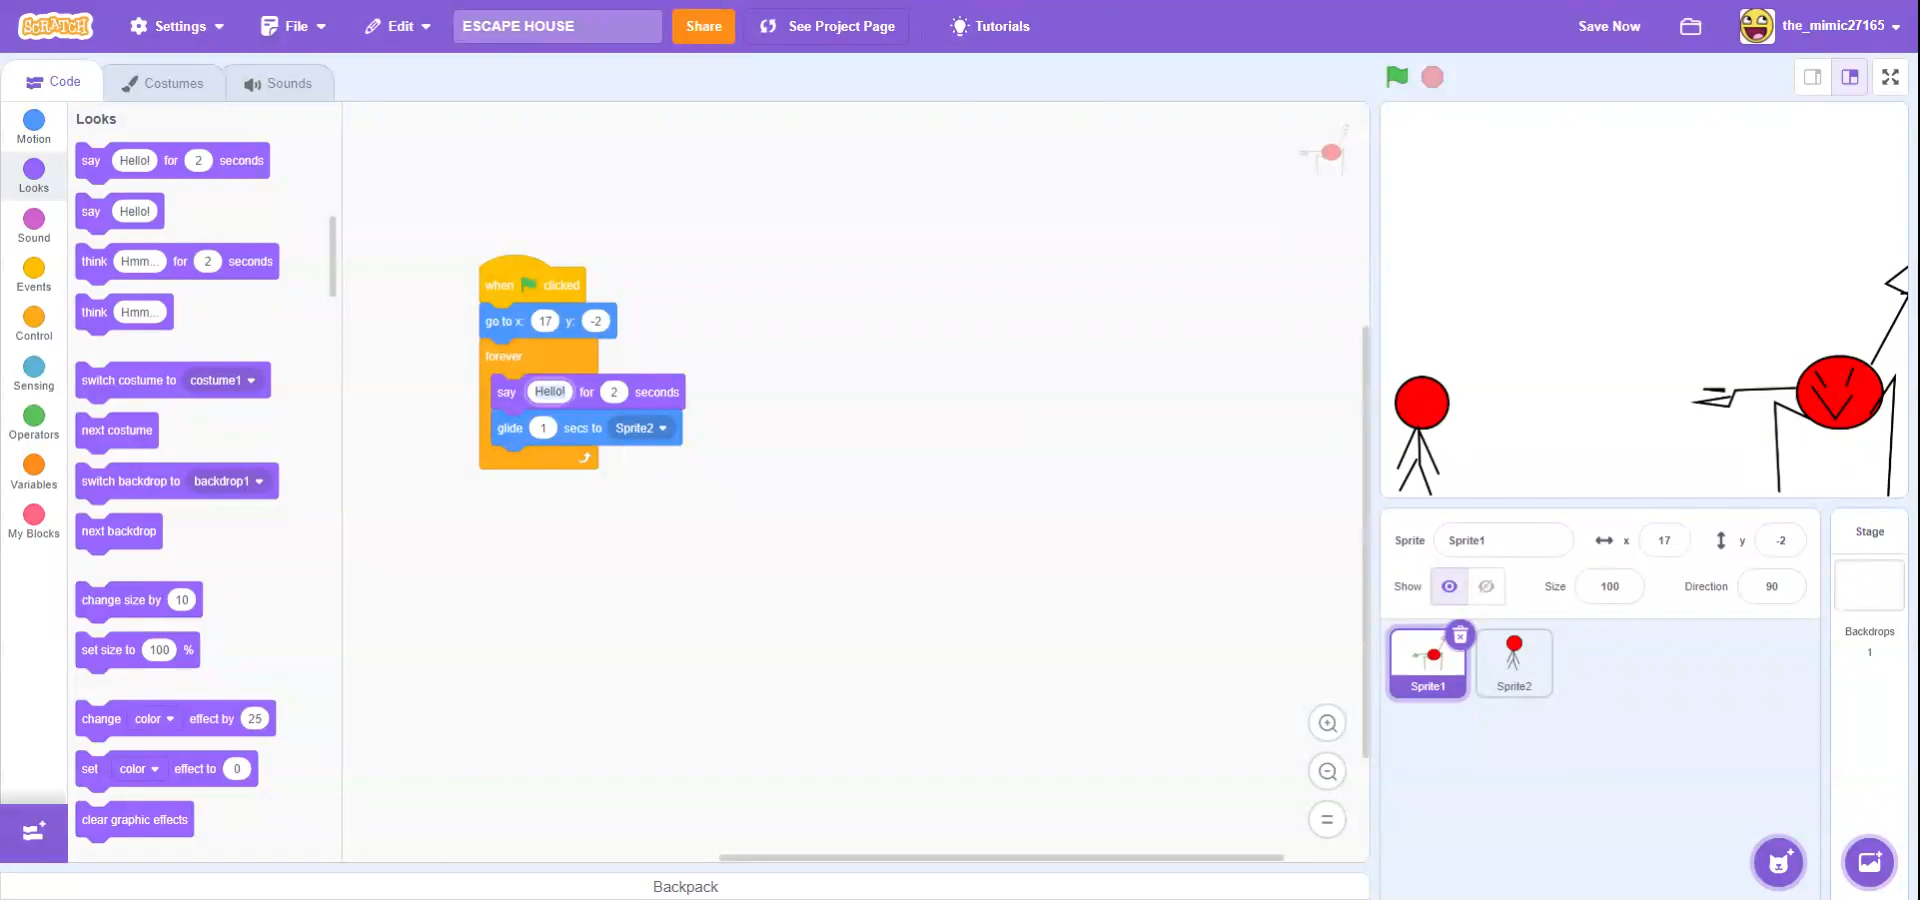 SCRATCH Settings File Edit ESCAPE HOUSE Share See Project Page Tutorials Save Now the_mimic27165
Code Costumes Sounds
Motion
Looks
Sound
Events
Control
Sensing
Operators
Variables
My Blocks
Looks
say Hello! for 2 seconds
say Hello!
think Hmm... for 2 seconds
think Hmm...
switch costume to costume1
next costume
switch backdrop to backdrop1
next backdrop
change size by 10
set size to 100 %
change color effect by 25
set color effect to 0
clear graphic effects
when clicked
go to x: 17 y: -2
forever
say Hello! for 2 seconds
glide 1 secs to Sprite2
Backpack
Sprite Sprite1 x 17 y -2
Show Size 100 Direction 90
Sprite1 Sprite2
Stage
Backdrops
1